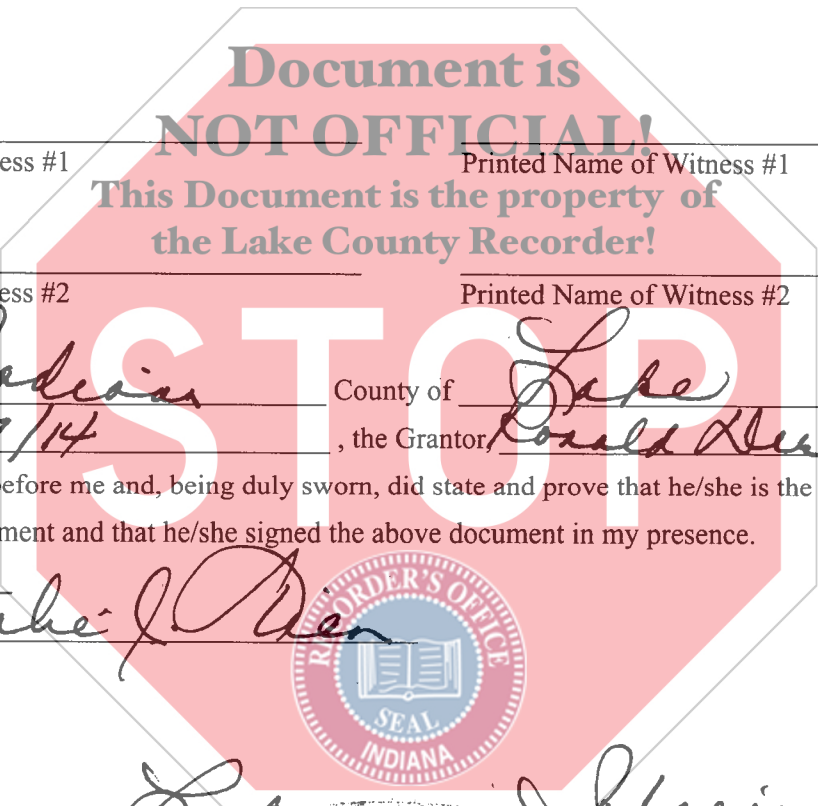 Document is
NOT OFFICIAL!
ess #1 Printed Name of Witness #1
This Document is the property of
the Lake County Recorder!
ess #2 Printed Name of Witness #2
STOP
County of Lake
/14 , the Grantor, Ronald
efore me and, being duly sworn, did state and prove that he/she is the
ment and that he/she signed the above document in my presence.
J.
RECORDER'S OFFICE
SEAL
INDIANA